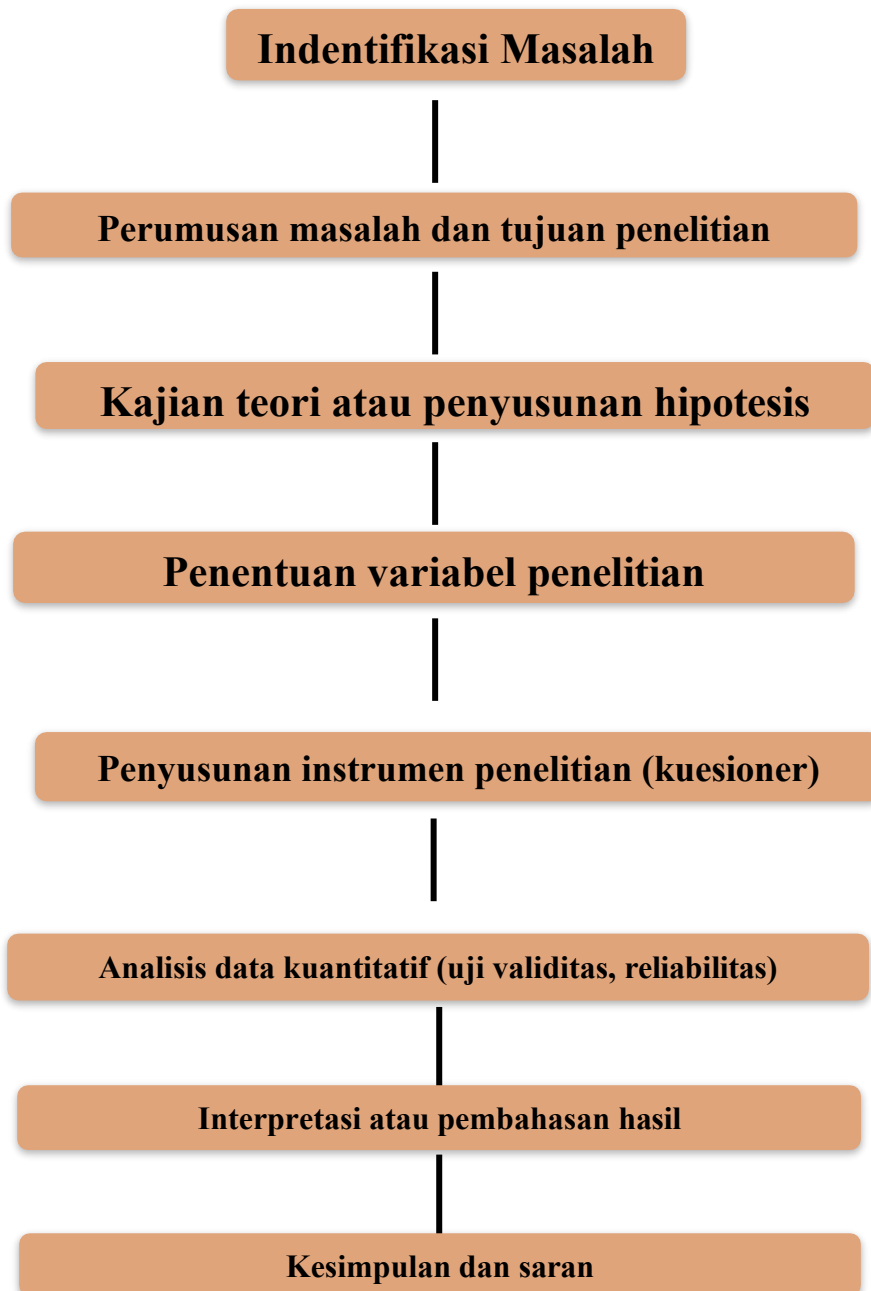 Indentifikasi Masalah
Perumusan masalah dan tujuan penelitian
Kajian teori atau penyusunan hipotesis
Penentuan variabel penelitian
Penyusunan instrumen penelitian (kuesioner)
Analisis data kuantitatif (uji validitas, reliabilitas)
Interpretasi atau pembahasan hasil
Kesimpulan dan saran